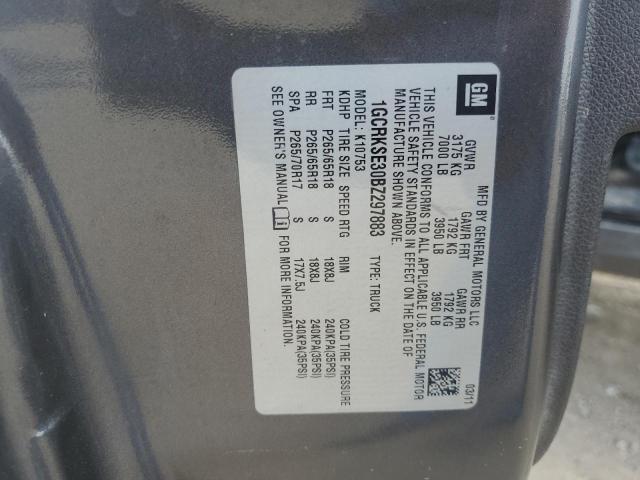 GM
MFD BY GENERAL MOTORS LLC
03/11
GVWR GAWR FRT GAWR RR
3175 KG 1792 KG 1792 KG
7000 LB 3950 LB 3950 LB
THIS VEHICLE CONFORMS TO ALL APPLICABLE U.S. FEDERAL MOTOR
VEHICLE SAFETY STANDARDS IN EFFECT ON THE DATE OF
MANUFACTURE SHOWN ABOVE.
1GCRKSE30BZ297883 TYPE: TRUCK
MODEL: K10753
KDHP TIRE SIZE SPEED RTG RIM COLD TIRE PRESSURE
FRT P265/65R18 S 18X8J 240KPA(35PSI)
RR P265/65R18 S 18X8J 240KPA(35PSI)
SPA P265/70R17 S 17X7.5J 240KPA(35PSI)
SEE OWNER'S MANUAL i FOR MORE INFORMATION.